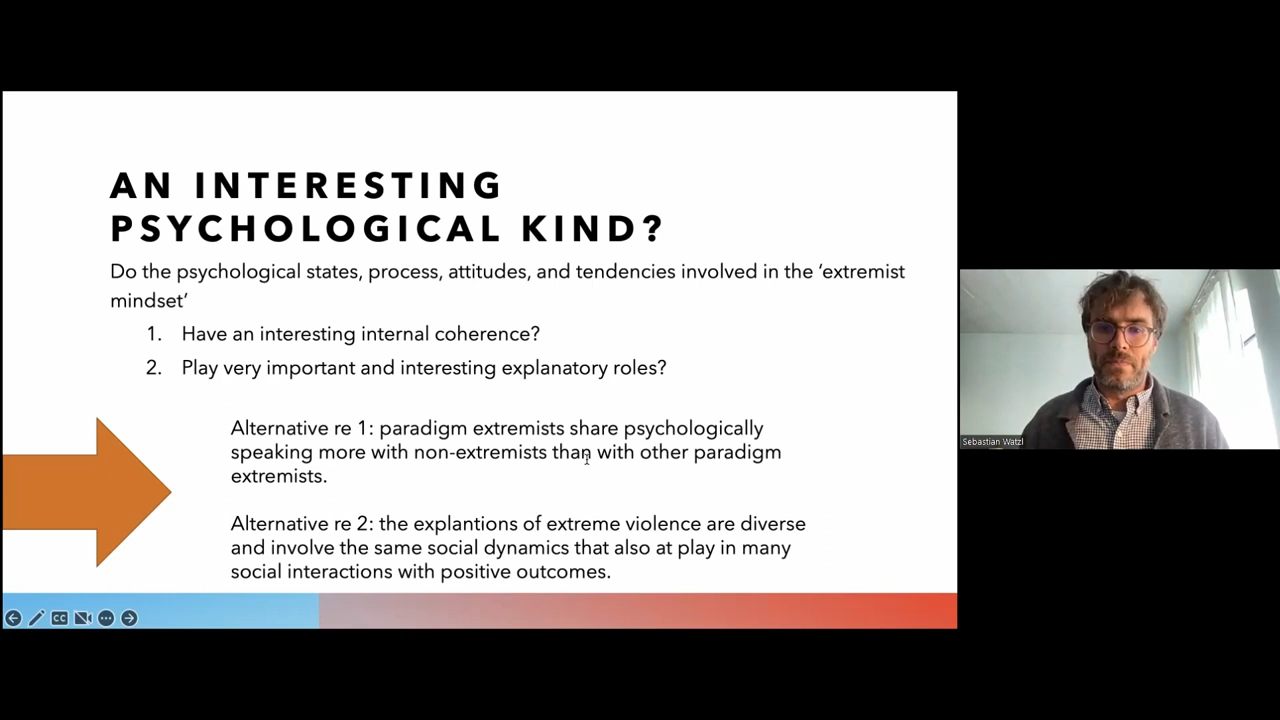 AN INTERESTING
PSYCHOLOGICAL KIND?
Do the psychological states, process, attitudes, and tendencies involved in the ‘extremist
mindset’
1. Have an interesting internal coherence?
2. Play very important and interesting explanatory roles?
Alternative re 1: paradigm extremists share psychologically
speaking more with non-extremists than with other paradigm
extremists.
Alternative re 2: the explantions of extreme violence are diverse
and involve the same social dynamics that also at play in many
social interactions with positive outcomes.
CC
Sebastian Watzl